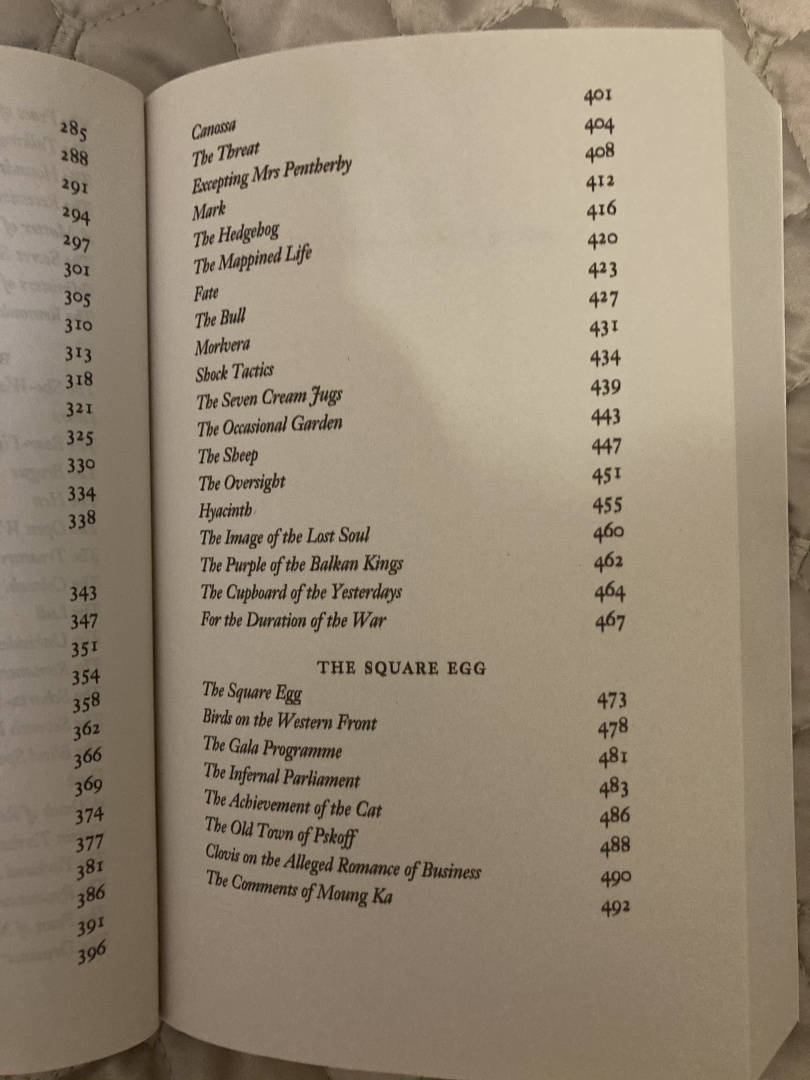 285
288
291
294
297
301
305
310
313
318
321
325
330
334
338
343
347
351
354
358
362
366
369
374
377
381
386
391
396
Canossa 401
The Threat 404
Excepting Mrs Pentherby 408
Mark 412
The Hedgehog 416
The Mappined Life 420
Fate 423
The Bull 427
Morlvera 431
Shock Tactics 434
The Seven Cream Jugs 439
The Occasional Garden 443
The Sheep 447
The Oversight 451
Hyacinth 455
The Image of the Lost Soul 460
The Purple of the Balkan Kings 462
The Cupboard of the Yesterdays 464
For the Duration of the War 467
THE SQUARE EGG
The Square Egg 473
Birds on the Western Front 478
The Gala Programme 481
The Infernal Parliament 483
The Achievement of the Cat 486
The Old Town of Pskoff 488
Clovis on the Alleged Romance of Business 490
The Comments of Moung Ka 492